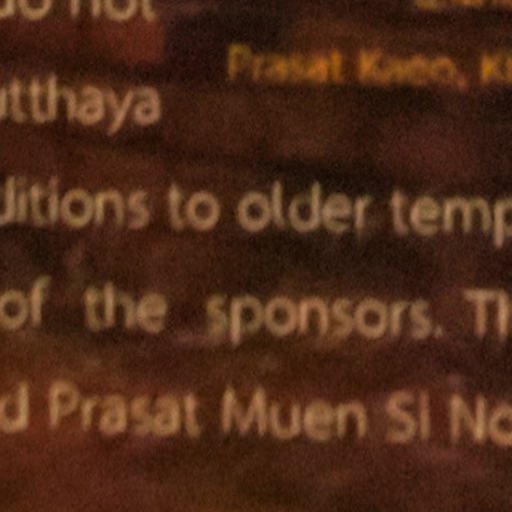 do not
Prasat Kaeo, K
utthaya
ditions to older temp
of the sponsors. Th
d Prasat Muen Si No